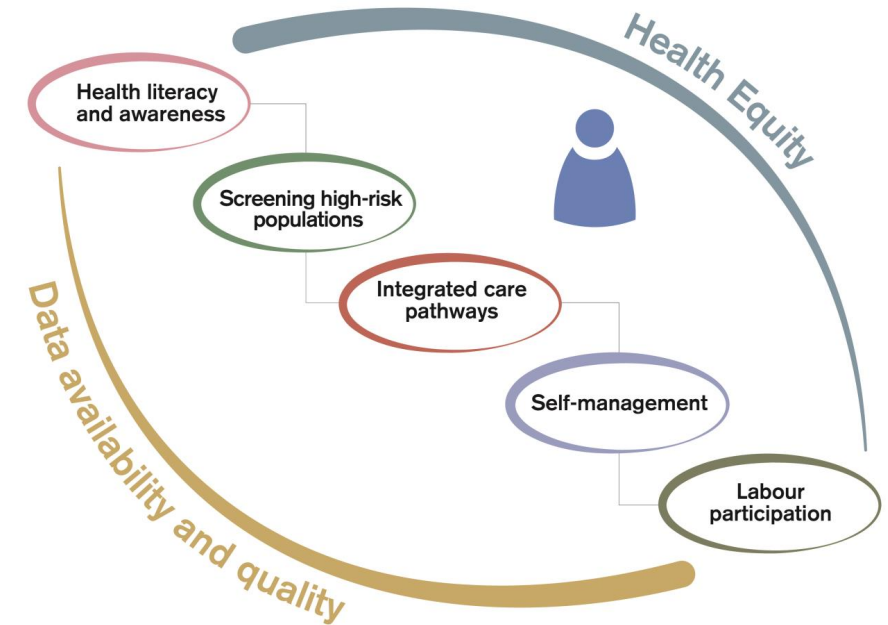 Health Equity
Health literacy
and awareness
Screening high-risk
populations
Integrated care
pathways
Self-management
Labour
participation
Data availability and quality